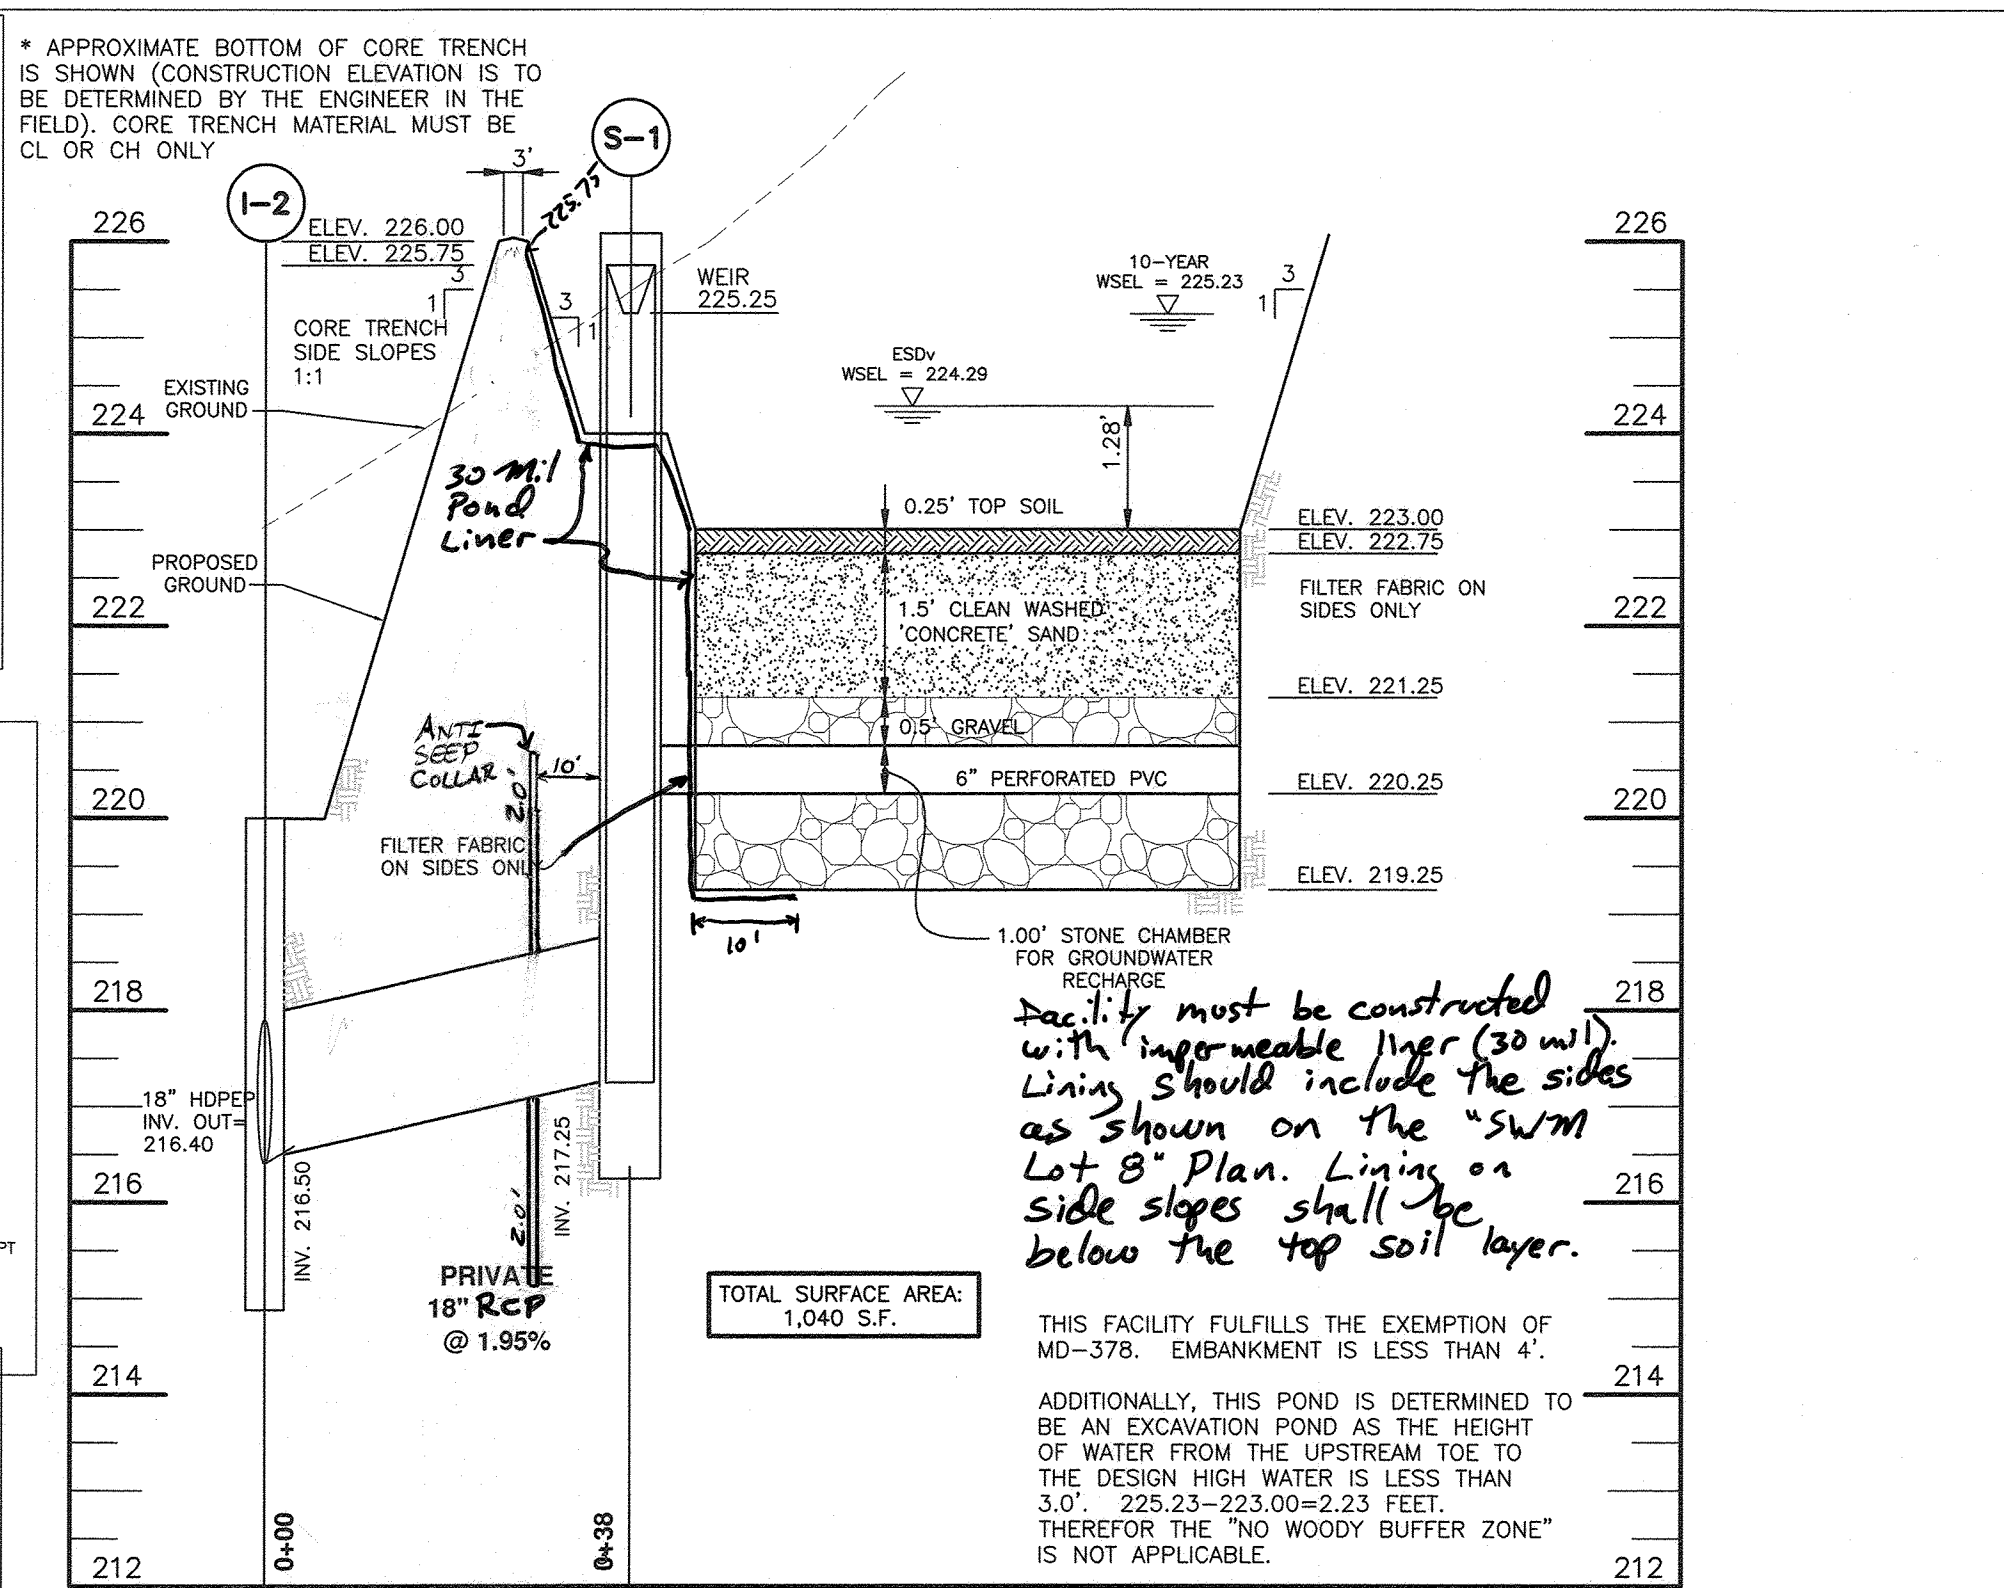 * APPROXIMATE BOTTOM OF CORE TRENCH
IS SHOWN (CONSTRUCTION ELEVATION IS TO
BE DETERMINED BY THE ENGINEER IN THE
FIELD). CORE TRENCH MATERIAL MUST BE
CL OR CH ONLY
3'
S-1
I-2
225.75
226
226
ELEV. 226.00
ELEV. 225.75
3
1
3
1
WEIR
225.25
10-YEAR
WSEL = 225.23
3
1
CORE TRENCH
SIDE SLOPES
1:1
ESDv
WSEL = 224.29
EXISTING
GROUND
224
224
1.28'
30 Mil
Pond
Liner
0.25' TOP SOIL
ELEV. 223.00
ELEV. 222.75
PROPOSED
GROUND
FILTER FABRIC ON
SIDES ONLY
222
222
1.5' CLEAN WASHED
'CONCRETE' SAND
ELEV. 221.25
ANTI
SEEP
COLLAR
10'
2.0'
0.5' GRAVEL
6" PERFORATED PVC
ELEV. 220.25
220
220
FILTER FABRIC
ON SIDES ONLY
ELEV. 219.25
10'
1.00' STONE CHAMBER
FOR GROUNDWATER
RECHARGE
218
218
Facility must be constructed
with impermeable liner (30 mil).
Lining should include the sides
as shown on the "SWM
Lot 8" Plan. Lining on
side slopes shall be
below the top soil layer.
18" HDPEP
INV. OUT=
216.40
216
216
INV. 216.50
INV. 217.25
2.0'
PT
PRIVATE
18" RCP
@ 1.95%
TOTAL SURFACE AREA:
1,040 S.F.
THIS FACILITY FULFILLS THE EXEMPTION OF
MD-378. EMBANKMENT IS LESS THAN 4'.
214
214
ADDITIONALLY, THIS POND IS DETERMINED TO
BE AN EXCAVATION POND AS THE HEIGHT
OF WATER FROM THE UPSTREAM TOE TO
THE DESIGN HIGH WATER IS LESS THAN
3.0'. 225.23-223.00=2.23 FEET.
THEREFOR THE "NO WOODY BUFFER ZONE"
IS NOT APPLICABLE.
0+00
0+38
212
212